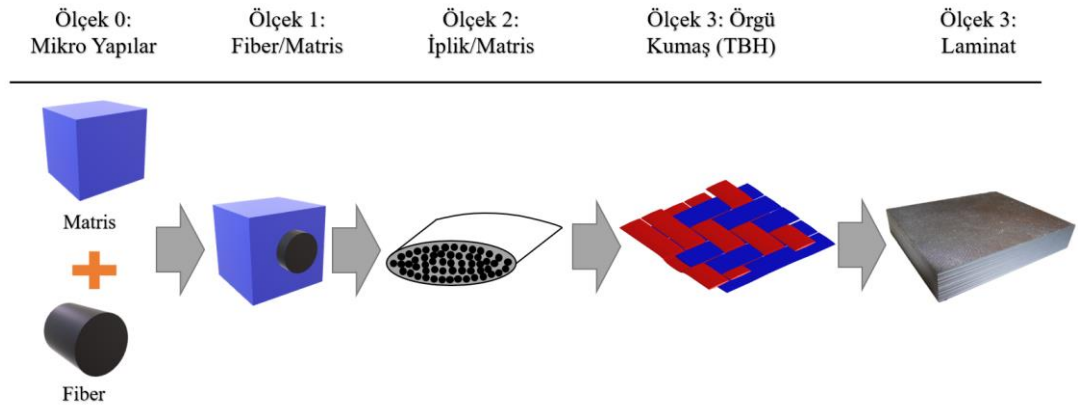 Ölçek 0:
Mikro Yapılar
Ölçek 1:
Fiber/Matris
Ölçek 2:
İplik/Matris
Ölçek 3: Örgü
Kumaş (TBH)
Ölçek 3:
Laminat
Matris
Fiber